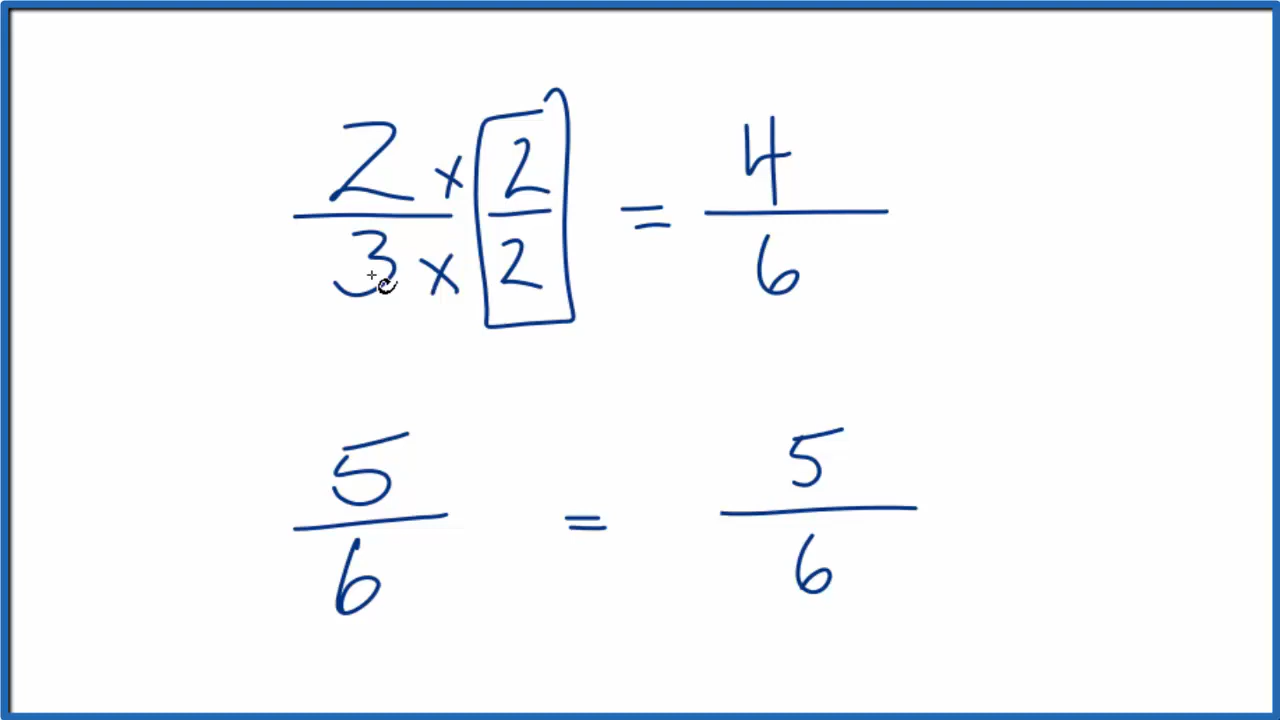 2/3 × 2/2 = 4/6
5/6 = 5/6